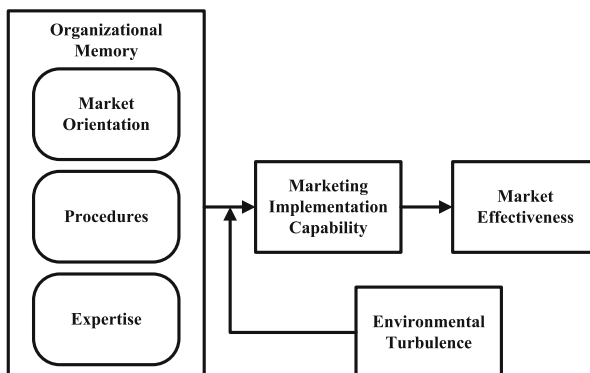 Organizational
Memory
Market
Orientation
Procedures
Expertise
Marketing
Implementation
Capability
Market
Effectiveness
Environmental
Turbulence